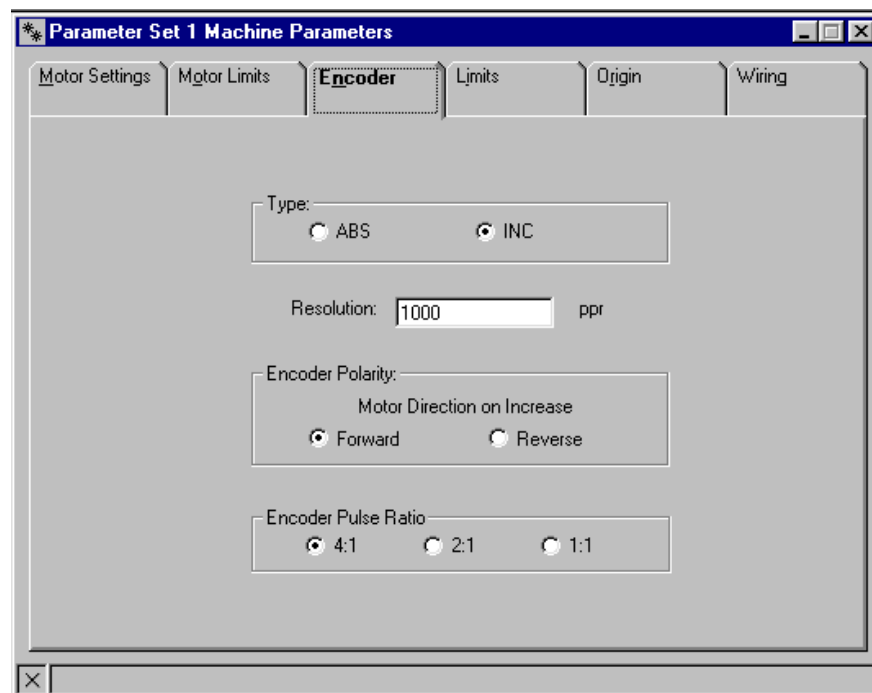 Parameter Set 1 Machine Parameters
Motor Settings Motor Limits Encoder Limits Origin Wiring
Type:
ABS INC
Resolution: 1000 ppr
Encoder Polarity:
Motor Direction on Increase
Forward Reverse
Encoder Pulse Ratio
4:1 2:1 1:1